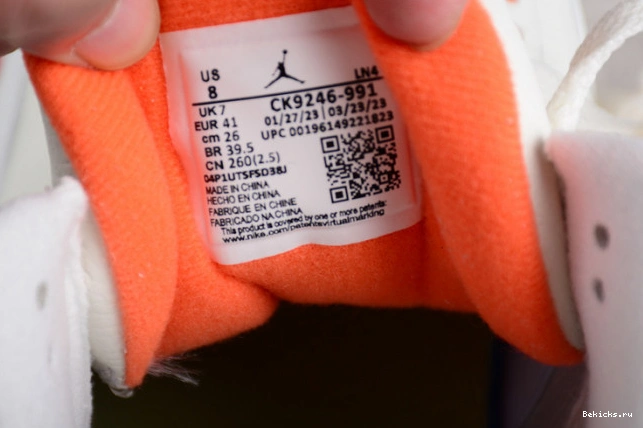 US LN4
8 CK9246-991
UK 7 01/27/23 | 03/23/23
EUR 41 UPC 00196149221823
cm 26
BR 39.5
CN 260(2.5)
04P1UTSFSD38J
MADE IN CHINA
HECHO EN CHINA
FABRIQUE EN CHINE
FABRICADO NA CHINA
This product is covered by one or more patents:
www.nike.com/patentsvirtualmarking
Bekicks.ru